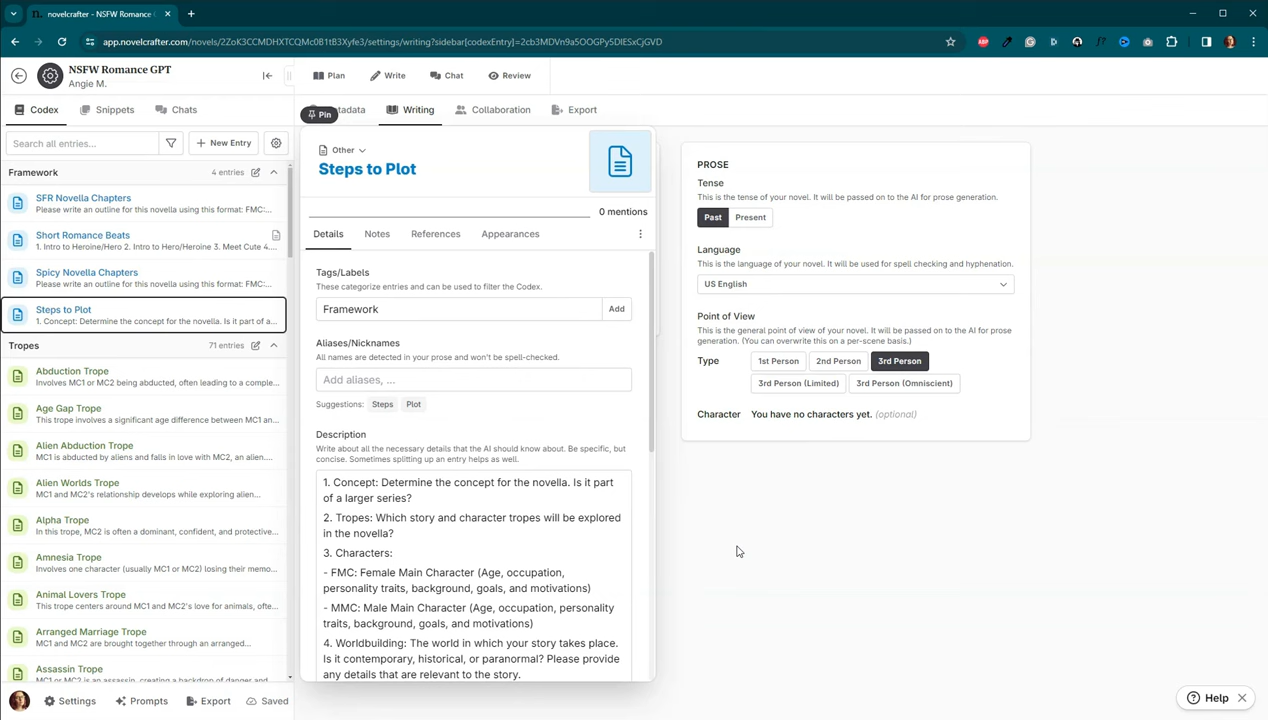 novelcrafter - NSFW Romance G
app.novelcrafter.com/novels/2ZoK3CCMDHXTCQMc0B1tB3Xyfe3/settings/writing?sidebar[codexEntry]=2cb3MDVn9a5OOGPy5DIESxCjGVD
NSFW Romance GPT
Angie M.
Plan
Write
Chat
Review
Codex
Snippets
Chats
Pin
tadata
Writing
Collaboration
Export
Search all entries...
New Entry
Framework
4 entries
SFR Novella Chapters
Please write an outline for this novella using this format: FMC:...
Short Romance Beats
1. Intro to Heroine/Hero 2. Intro to Hero/Heroine 3. Meet Cute 4....
Spicy Novella Chapters
Please write an outline for this novella using this format: FMC:...
Steps to Plot
1. Concept: Determine the concept for the novella. Is it part of a...
Tropes
71 entries
Abduction Trope
Involves MC1 or MC2 being abducted, often leading to a comple...
Age Gap Trope
This trope involves a significant age difference between MC1 an...
Alien Abduction Trope
MC1 is abducted by aliens and falls in love with MC2, an alien....
Alien Worlds Trope
MC1 and MC2's relationship develops while exploring alien...
Alpha Trope
In this trope, MC2 is often a dominant, confident, and protective...
Amnesia Trope
Involves one character (usually MC1 or MC2) losing their memo...
Animal Lovers Trope
This trope centers around MC1 and MC2's love for animals, ofte...
Arranged Marriage Trope
MC1 and MC2 are brought together through an arranged...
Assassin Trope
MC1 or MC2 is an assassin, creating a backdrop of danger and
Settings
Prompts
Export
Saved
Other
Steps to Plot
0 mentions
Details
Notes
References
Appearances
Tags/Labels
These categorize entries and can be used to filter the Codex.
Framework
Add
Aliases/Nicknames
All names are detected in your prose and won't be spell-checked.
Add aliases, ...
Suggestions:
Steps
Plot
Description
Write about all the necessary details that the AI should know about. Be specific, but
concise. Sometimes splitting up an entry helps as well.
1. Concept: Determine the concept for the novella. Is it part
of a larger series?
2. Tropes: Which story and character tropes will be explored
in the novella?
3. Characters:
- FMC: Female Main Character (Age, occupation,
personality traits, background, goals, and motivations)
- MMC: Male Main Character (Age, occupation, personality
traits, background, goals, and motivations)
4. Worldbuilding: The world in which your story takes place.
Is it contemporary, historical, or paranormal? Please provide
any details that are relevant to the story.
PROSE
Tense
This is the tense of your novel. It will be passed on to the AI for prose generation.
Past
Present
Language
This is the language of your novel. It will be used for spell checking and hyphenation.
US English
Point of View
This is the general point of view of your novel. It will be passed on to the AI for prose
generation. (You can overwrite this on a per-scene basis.)
Type
1st Person
2nd Person
3rd Person
3rd Person (Limited)
3rd Person (Omniscient)
Character
You have no characters yet. (optional)
Help